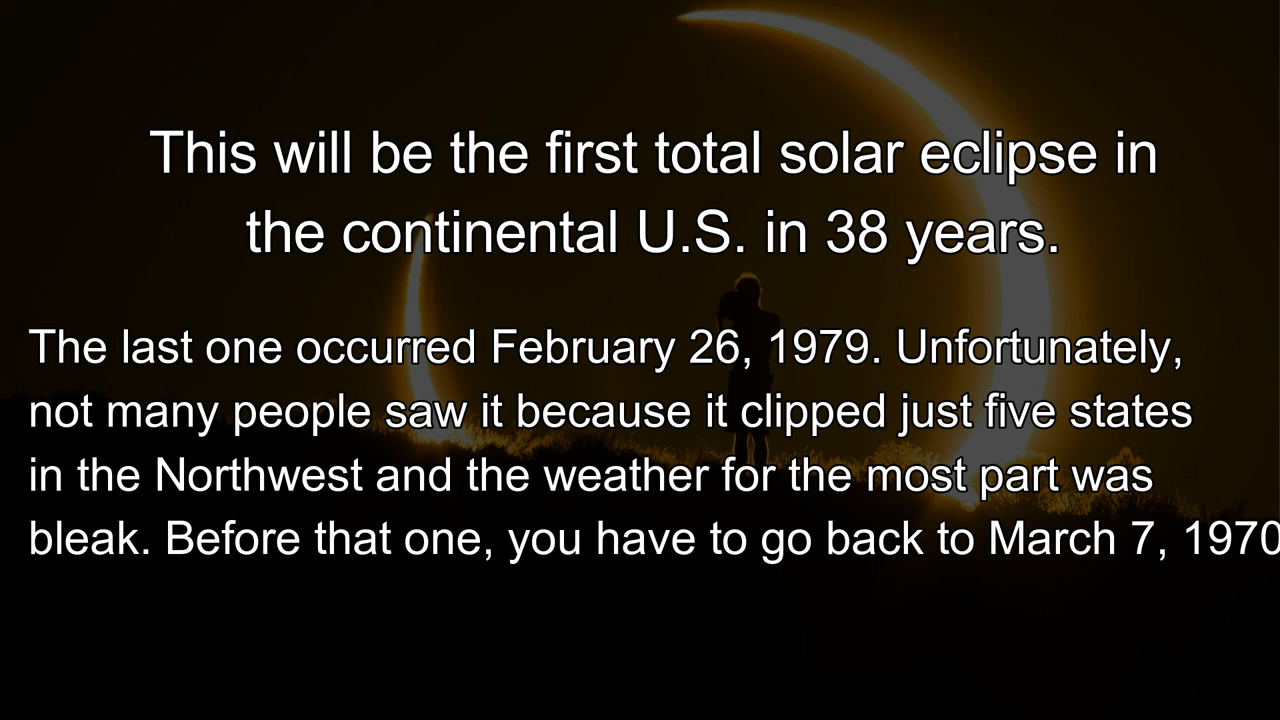 This will be the first total solar eclipse in
the continental U.S. in 38 years.
The last one occurred February 26, 1979. Unfortunately,
not many people saw it because it clipped just five states
in the Northwest and the weather for the most part was
bleak. Before that one, you have to go back to March 7, 1970